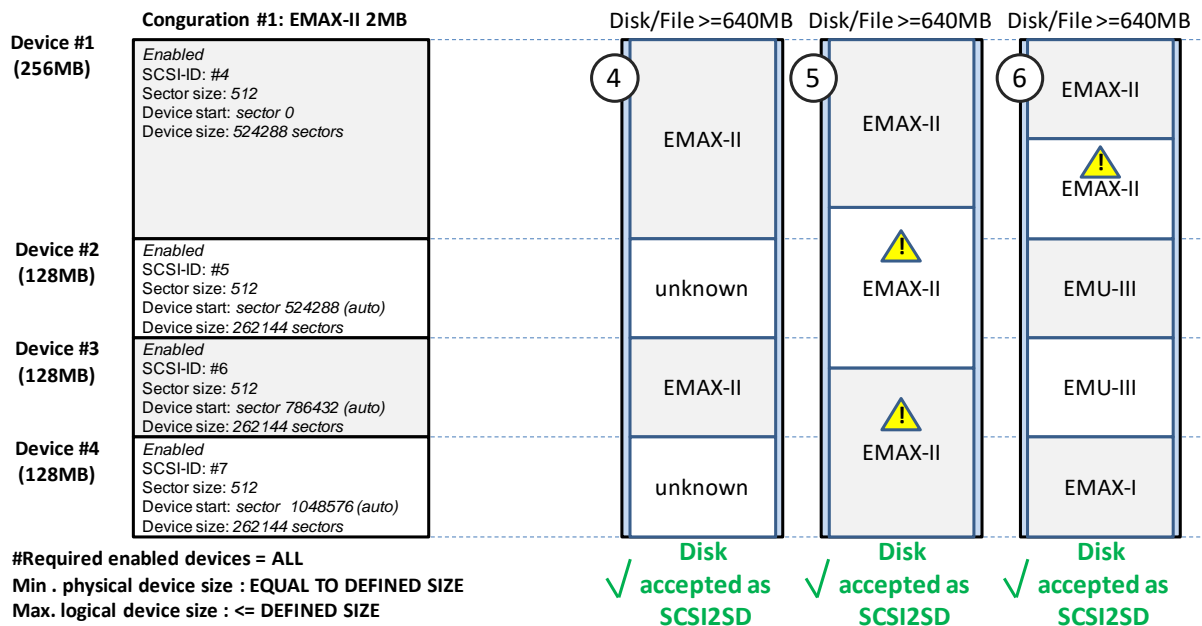 Conguration #1: EMAX-II 2MB
Disk/File >=640MB
Disk/File >=640MB
Disk/File >=640MB
Device #1
(256MB)
Enabled
SCSI-ID: #4
Sector size: 512
Device start: sector 0
Device size: 524288 sectors
Device #2
(128MB)
Enabled
SCSI-ID: #5
Sector size: 512
Device start: sector 524288 (auto)
Device size: 262144 sectors
Device #3
(128MB)
Enabled
SCSI-ID: #6
Sector size: 512
Device start: sector 786432 (auto)
Device size: 262144 sectors
Device #4
(128MB)
Enabled
SCSI-ID: #7
Sector size: 512
Device start: sector 1048576 (auto)
Device size: 262144 sectors
4
EMAX-II
unknown
EMAX-II
unknown
5
EMAX-II
!
EMAX-II
!
EMAX-II
6
EMAX-II
!
EMAX-II
EMU-III
EMU-III
EMAX-I
#Required enabled devices = ALL
Min . physical device size : EQUAL TO DEFINED SIZE
Max. logical device size : <= DEFINED SIZE
Disk
accepted as
SCSI2SD
Disk
accepted as
SCSI2SD
Disk
accepted as
SCSI2SD